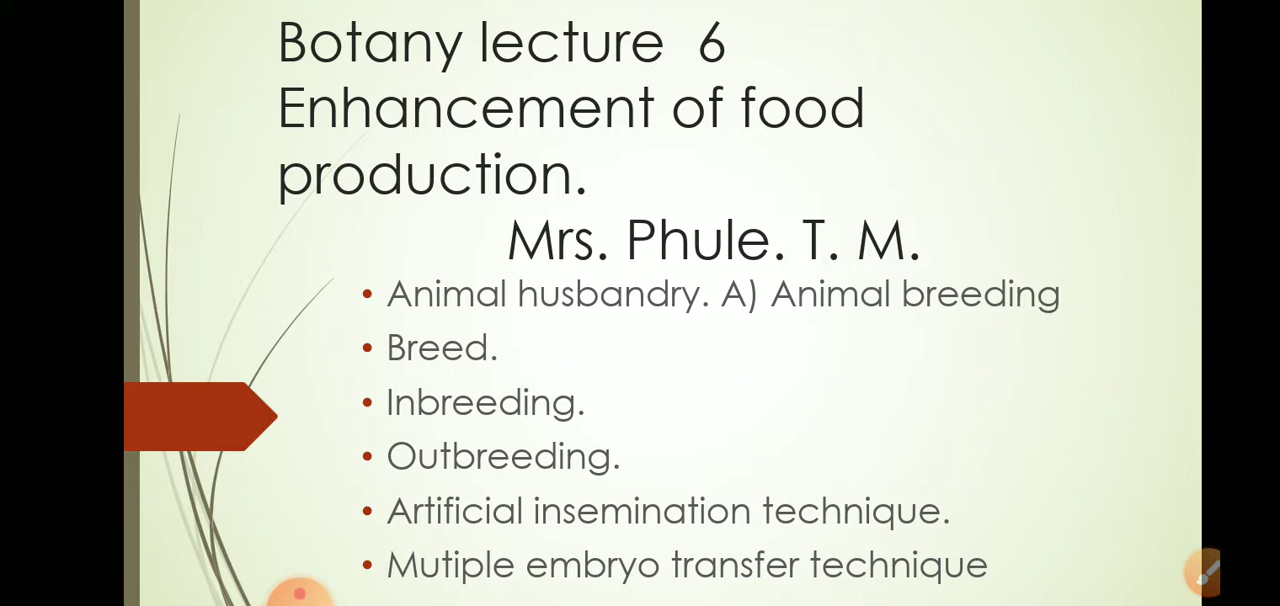 Botany lecture 6
Enhancement of food
production.
Mrs. Phule. T. M.
• Animal husbandry. A) Animal breeding
• Breed.
• Inbreeding.
• Outbreeding.
• Artificial insemination technique.
• Mutiple embryo transfer technique